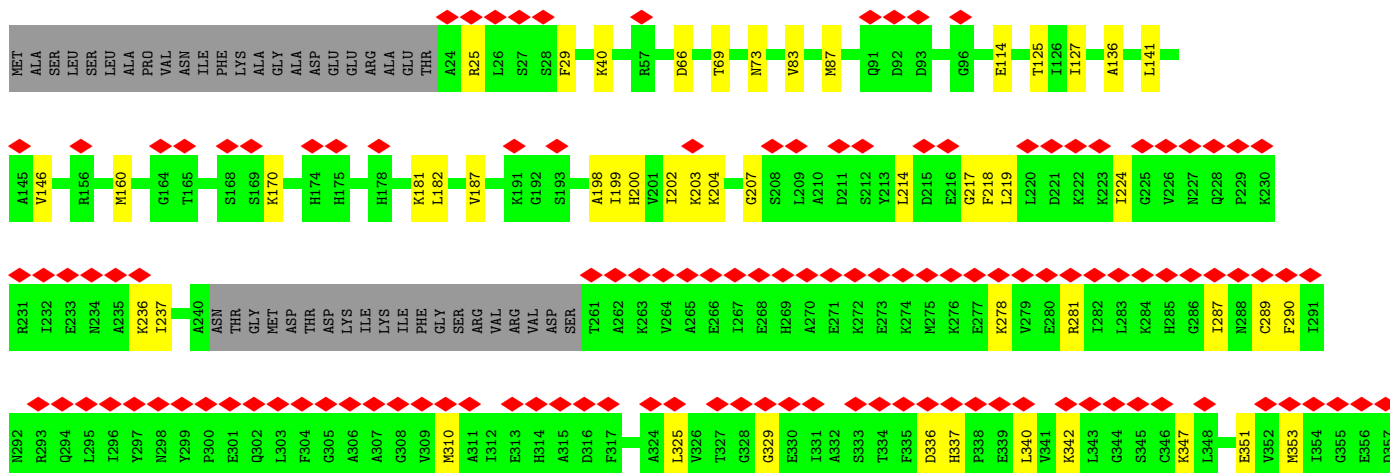 MET ALA SER LEU SER LEU ALA PRO VAL ASN ILE PHE LYS ALA GLY ALA ASP GLU GLU ARG ALA GLU THR A24 R25 L26 S27 S28 F29 K40 R57 D66 T69 N73 V83 M87 Q91 D92 D93 G96 E114 T125 I126 I127 A136 L141
A145 V146 R156 M160 G164 T165 S168 S169 K170 H174 H175 H178 K181 L182 V187 K191 G192 S193 A198 I199 H200 V201 I202 K203 K204 G207 S208 L209 A210 D211 S212 Y213 L214 D215 E216 G217 F218 L219 L220 D221 K222 K223 I224 G225 V226 N227 Q228 P229 K230
R231 I232 E233 N234 A235 K236 I237 A240 ASN THR GLY MET ASP THR ASP LYS ILE LYS ILE PHE GLY SER ARG VAL ARG VAL ASP SER T261 A262 K263 V264 A265 E266 I267 E268 H269 A270 E271 K272 E273 K274 M275 K276 E277 K278 V279 E280 R281 I282 L283 K284 H285 G286 I287 N288 C289 F290 I291
N292 R293 Q294 L295 I296 Y297 N298 Y299 P300 E301 Q302 L303 F304 G305 A306 A307 G308 V309 M310 A311 I312 E313 H314 A315 D316 F317 A324 L325 V326 T327 G328 G329 E330 I331 A332 S333 T334 F335 D336 H337 P338 E339 L340 V341 K342 L343 G344 S345 C346 K347 L348 E351 V352 M353 I354 G355 E356 D357